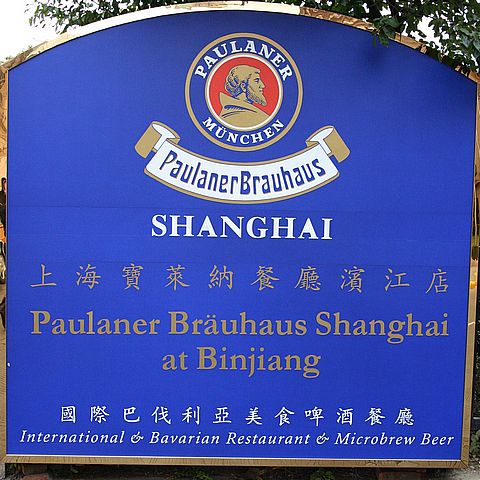 PAULANER
MÜNCHEN
PaulanerBräuhaus
SHANGHAI
上海寶萊納餐廳濱江店
Paulaner Bräuhaus Shanghai
at Binjiang
國際巴伐利亞美食啤酒餐廳
International & Bavarian Restaurant & Microbrew Beer